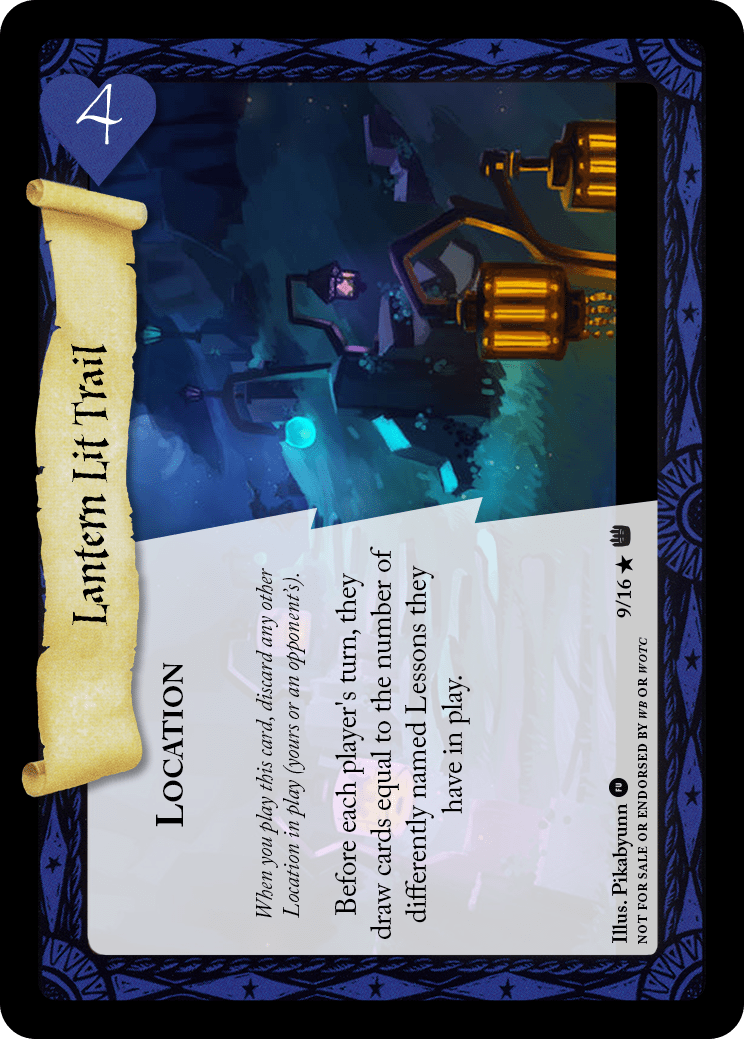 4
Lantern Lit Trail
LOCATION
When you play this card, discard any other
Location in play (yours or an opponent's).
Before each player's turn, they
draw cards equal to the number of
differently named Lessons they
have in play.
Illus. Pikabyunn FU 9/16 ★
NOT FOR SALE OR ENDORSED BY WB OR WOTC